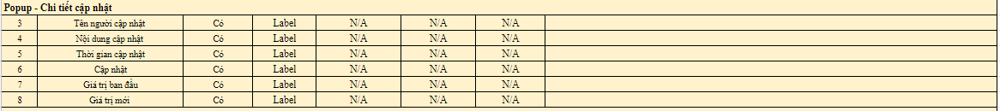 Popup - Chi tiết cập nhật
3 Tên người cập nhật Có Label N/A N/A N/A
4 Nội dung cập nhật Có Label N/A N/A N/A
5 Thời gian cập nhật Có Label N/A N/A N/A
6 Cập nhật Có Label N/A N/A N/A
7 Giá trị ban đầu Có Label N/A N/A N/A
8 Giá trị mới Có Label N/A N/A N/A